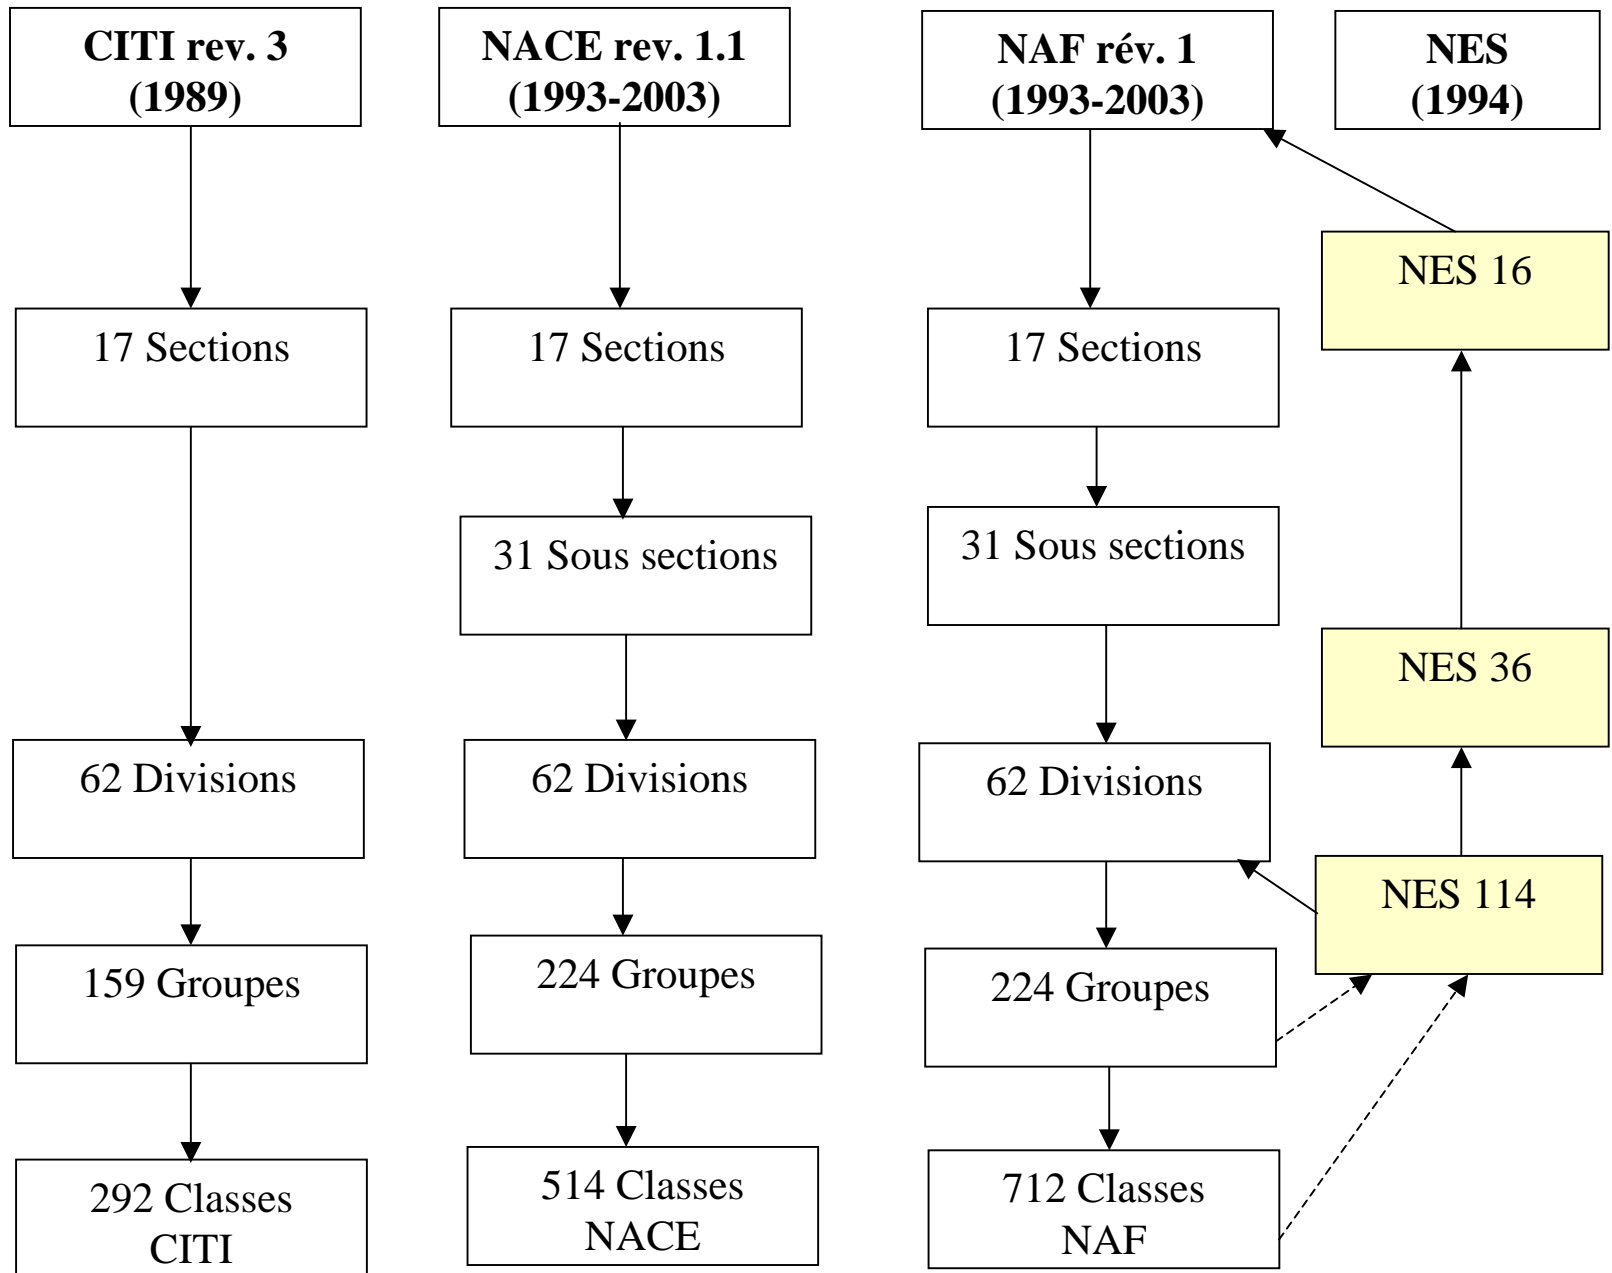 CITI rev. 3
(1989)
NACE rev. 1.1
(1993-2003)
NAF rév. 1
(1993-2003)
NES
(1994)
NES 16
17 Sections
17 Sections
17 Sections
31 Sous sections
31 Sous sections
NES 36
62 Divisions
62 Divisions
62 Divisions
NES 114
159 Groupes
224 Groupes
224 Groupes
292 Classes
CITI
514 Classes
NACE
712 Classes
NAF